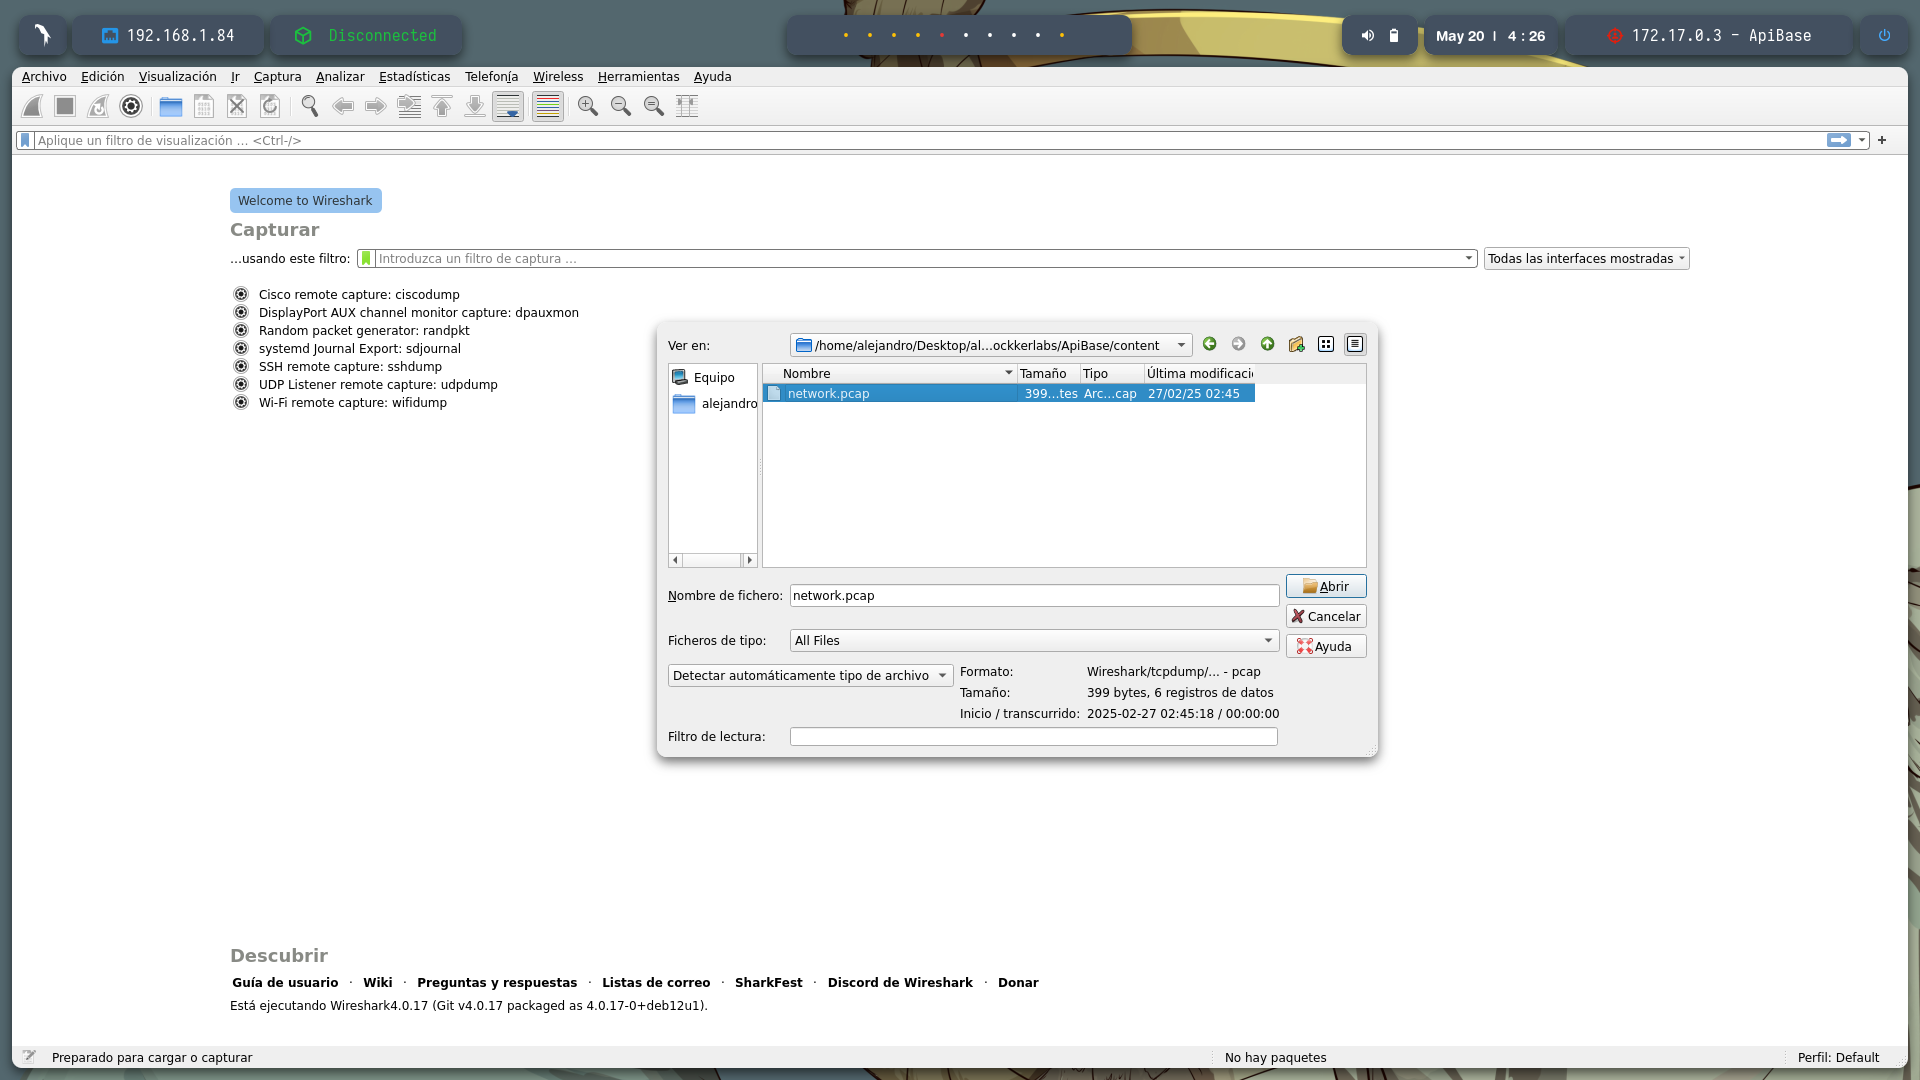 192.168.1.84
Disconnected
May 20 | 4 : 26
172.17.0.3 - ApiBase
Archivo Edición Visualización Ir Captura Analizar Estadísticas Telefonía Wireless Herramientas Ayuda
Aplique un filtro de visualización … <Ctrl-/>
+
Welcome to Wireshark
Capturar
…usando este filtro:
Introduzca un filtro de captura …
Todas las interfaces mostradas
Cisco remote capture: ciscodump
DisplayPort AUX channel monitor capture: dpauxmon
Random packet generator: randpkt
systemd Journal Export: sdjournal
SSH remote capture: sshdump
UDP Listener remote capture: udpdump
Wi-Fi remote capture: wifidump
Ver en:
/home/alejandro/Desktop/al...ockkerlabs/ApiBase/content
Equipo
alejandro
Nombre Tamaño Tipo Última modificació
network.pcap 399...tes Arc...cap 27/02/25 02:45
Nombre de fichero: network.pcap
Abrir
Cancelar
Ficheros de tipo: All Files
Ayuda
Detectar automáticamente tipo de archivo
Formato: Wireshark/tcpdump/... - pcap
Tamaño: 399 bytes, 6 registros de datos
Inicio / transcurrido: 2025-02-27 02:45:18 / 00:00:00
Filtro de lectura:
Descubrir
Guía de usuario · Wiki · Preguntas y respuestas · Listas de correo · SharkFest · Discord de Wireshark · Donar
Está ejecutando Wireshark4.0.17 (Git v4.0.17 packaged as 4.0.17-0+deb12u1).
Preparado para cargar o capturar
No hay paquetes
Perfil: Default